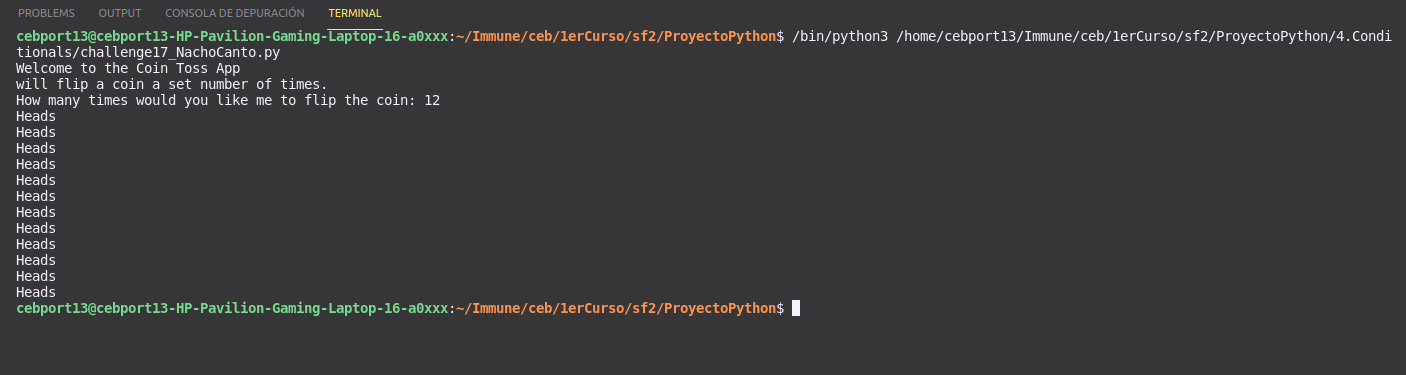 PROBLEMS OUTPUT CONSOLA DE DEPURACIÓN TERMINAL
cebport13@cebport13-HP-Pavilion-Gaming-Laptop-16-a0xxx:~/Immune/ceb/1erCurso/sf2/ProyectoPython$ /bin/python3 /home/cebport13/Immune/ceb/1erCurso/sf2/ProyectoPython/4.Condi
tionals/challenge17_NachoCanto.py
Welcome to the Coin Toss App
will flip a coin a set number of times.
How many times would you like me to flip the coin: 12
Heads
Heads
Heads
Heads
Heads
Heads
Heads
Heads
Heads
Heads
Heads
Heads
cebport13@cebport13-HP-Pavilion-Gaming-Laptop-16-a0xxx:~/Immune/ceb/1erCurso/sf2/ProyectoPython$